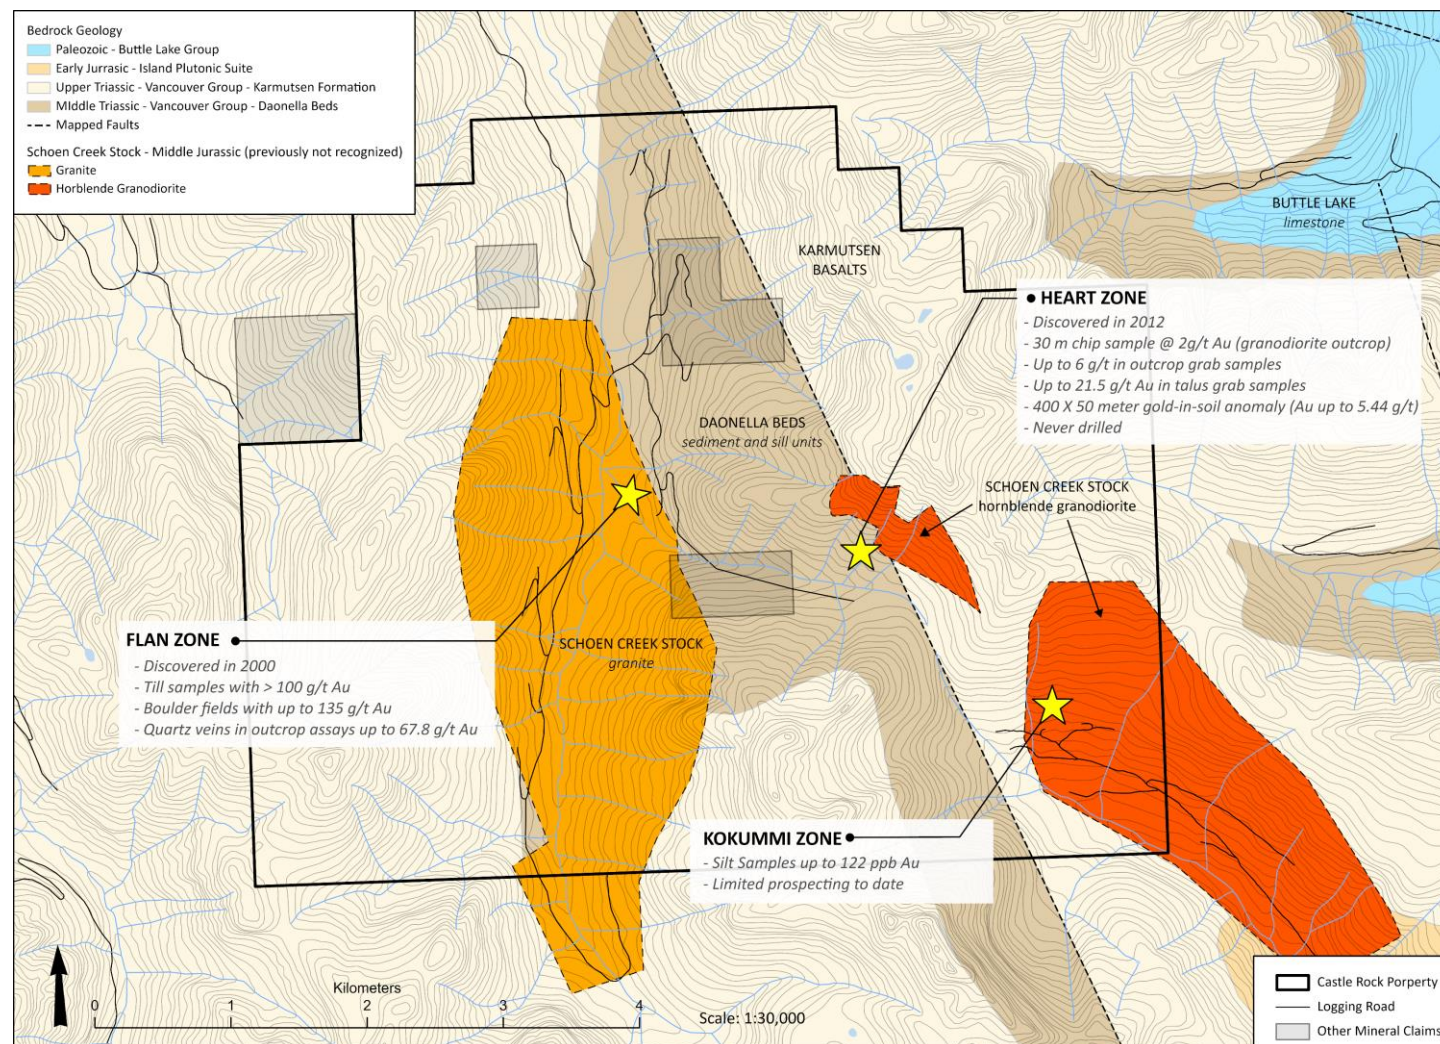 Bedrock Geology
Paleozoic - Buttle Lake Group
Early Jurrasic - Island Plutonic Suite
Upper Triassic - Vancouver Group - Karmutsen Formation
MIddle Triassic - Vancouver Group - Daonella Beds
Mapped Faults
Schoen Creek Stock - Middle Jurassic (previously not recognized)
Granite
Horblende Granodiorite
BUTTLE LAKE
limestone
KARMUTSEN
BASALTS
HEART ZONE
- Discovered in 2012
- 30 m chip sample @ 2g/t Au (granodiorite outcrop)
- Up to 6 g/t in outcrop grab samples
- Up to 21.5 g/t Au in talus grab samples
- 400 X 50 meter gold-in-soil anomaly (Au up to 5.44 g/t)
- Never drilled
DAONELLA BEDS
sediment and sill units
SCHOEN CREEK STOCK
hornblende granodiorite
FLAN ZONE
- Discovered in 2000
- Till samples with > 100 g/t Au
- Boulder fields with up to 135 g/t Au
- Quartz veins in outcrop assays up to 67.8 g/t Au
SCHOEN CREEK STOCK
granite
KOKUMMI ZONE
- Silt Samples up to 122 ppb Au
- Limited prospecting to date
Kilometers
0 1 2 3 4
Scale: 1:30,000
Castle Rock Porperty
Logging Road
Other Mineral Claims